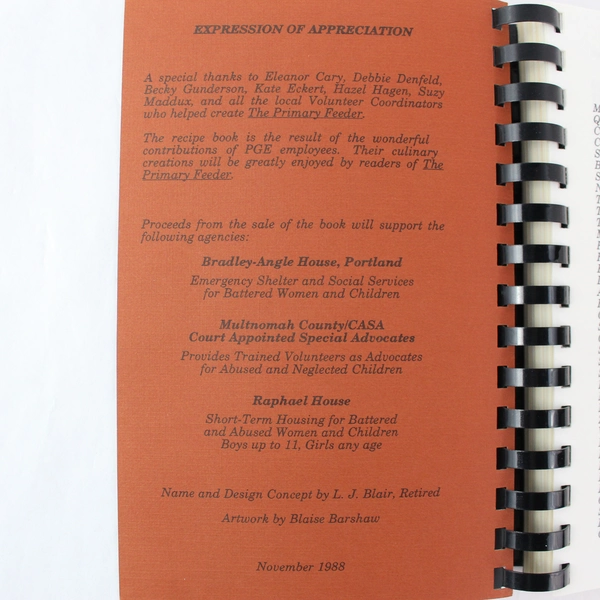 EXPRESSION OF APPRECIATION
A special thanks to Eleanor Cary, Debbie Denfeld,
Becky Gunderson, Kate Eckert, Hazel Hagen, Suzy
Maddux, and all the local Volunteer Coordinators
who helped create The Primary Feeder.
The recipe book is the result of the wonderful
contributions of PGE employees. Their culinary
creations will be greatly enjoyed by readers of The
Primary Feeder.
Proceeds from the sale of the book will support the
following agencies:
Bradley-Angle House, Portland
Emergency Shelter and Social Services
for Battered Women and Children
Multnomah County/CASA
Court Appointed Special Advocates
Provides Trained Volunteers as Advocates
for Abused and Neglected Children
Raphael House
Short-Term Housing for Battered
and Abused Women and Children
Boys up to 11, Girls any age
Name and Design Concept by L. J. Blair, Retired
Artwork by Blaise Barshaw
November 1988